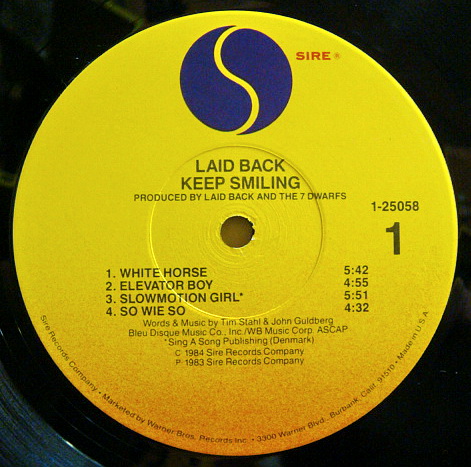 SIRE ®
LAID BACK
KEEP SMILING
PRODUCED BY LAID BACK AND THE 7 DWARFS
1-25058
1
1. WHITE HORSE 5:42
2. ELEVATOR BOY 4:55
3. SLOWMOTION GIRL* 5:51
4. SO WIE SO 4:32
Words & Music by Tim Stahl & John Guldberg
Bleu Disque Music Co., Inc./WB Music Corp. ASCAP
*Sing A Song Publishing (Denmark)
© 1984 Sire Records Company
℗ 1983 Sire Records Company
Sire Records Company • Marketed by Warner Bros. Records Inc. • 3300 Warner Blvd., Burbank, Calif. 91510 • Made in U.S.A.